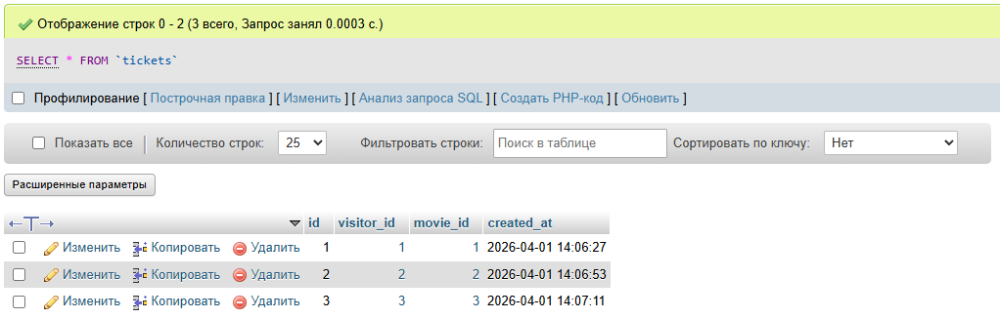 Отображение строк 0 - 2 (3 всего, Запрос занял 0.0003 с.)
SELECT * FROM `tickets`
Профилирование [ Построчная правка ] [ Изменить ] [ Анализ запроса SQL ] [ Создать PHP-код ] [ Обновить ]
Показать все Количество строк: 25 Фильтровать строки: Поиск в таблице Сортировать по ключу: Нет
Расширенные параметры
id visitor_id movie_id created_at
Изменить Копировать Удалить 1 1 1 2026-04-01 14:06:27
Изменить Копировать Удалить 2 2 2 2026-04-01 14:06:53
Изменить Копировать Удалить 3 3 3 2026-04-01 14:07:11